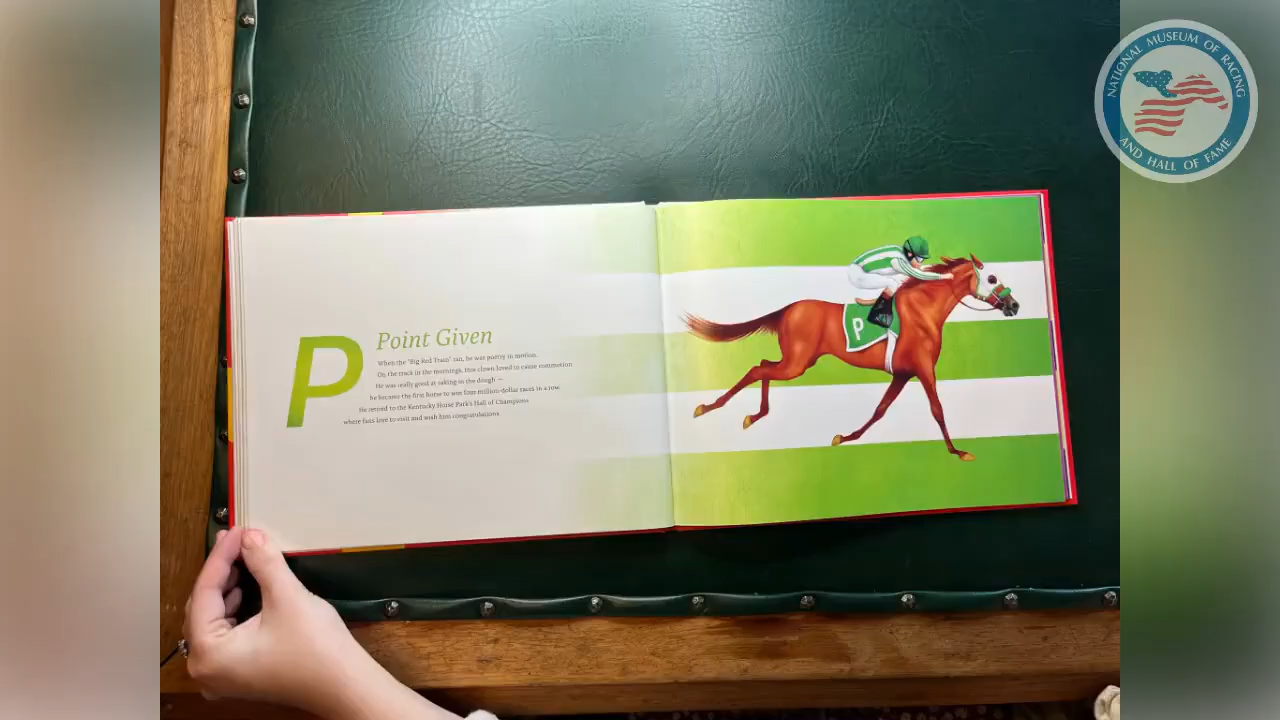 P
Point Given
When the "Big Red Train" ran, he was poetry in motion.
On the track in the mornings, this clown loved to cause commotion.
He was really good at raking in the dough —
he became the first horse to win four million-dollar races in a row.
He retired to the Kentucky Horse Park's Hall of Champions
where fans love to visit and wish him congratulations.
P
NATIONAL MUSEUM OF RACING
AND HALL OF FAME